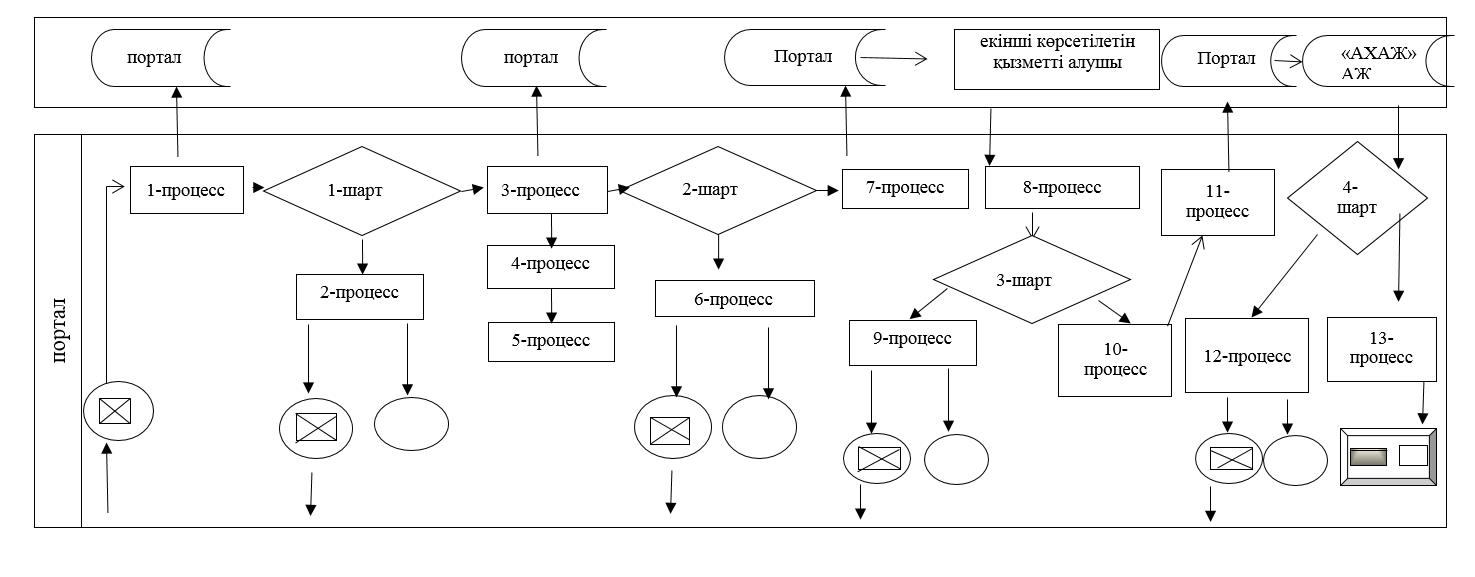 портал
портал
Портал
екінші көрсетілетін
қызметті алушы
Портал
«АХАЖ»
АЖ
портал
1-процесс
1-шарт
2-процесс
3-процесс
4-процесс
5-процесс
2-шарт
6-процесс
7-процесс
8-процесс
3-шарт
9-процесс
10-
процесс
11-
процесс
4-
шарт
12-процесс
13-
процесс